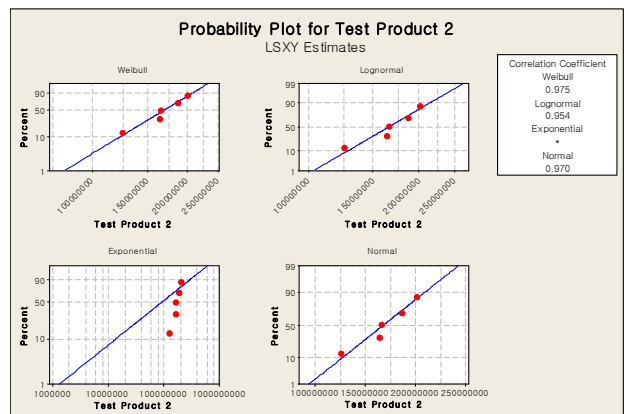 Probability Plot for Test Product 2
LSXY Estimates
Weibull
Percent
90
50
10
1
100000000
150000000
200000000
250000000
Test Product 2
Lognormal
Percent
99
90
50
10
1
100000000
150000000
200000000
250000000
Test Product 2
Correlation Coefficient
Weibull
0.975
Lognormal
0.954
Exponential
*
Normal
0.970
Exponential
Percent
90
50
10
1
1000000
10000000
100000000
1000000000
Test Product 2
Normal
Percent
99
90
50
10
1
100000000
150000000
200000000
250000000
Test Product 2